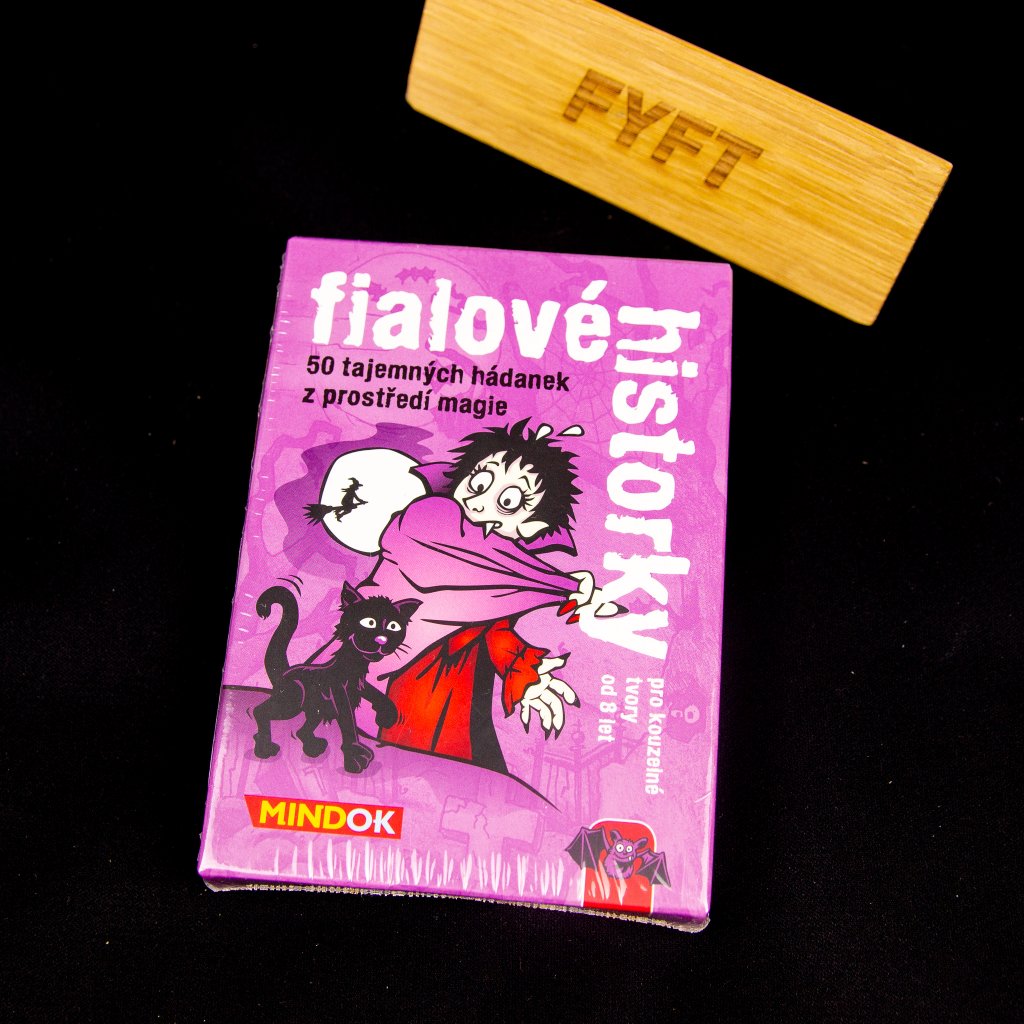 FYFT
fialové
historky
50 tajemných hádanek
z prostředí magie
pro kouzelné
tvory
od 8 let
MINDOK